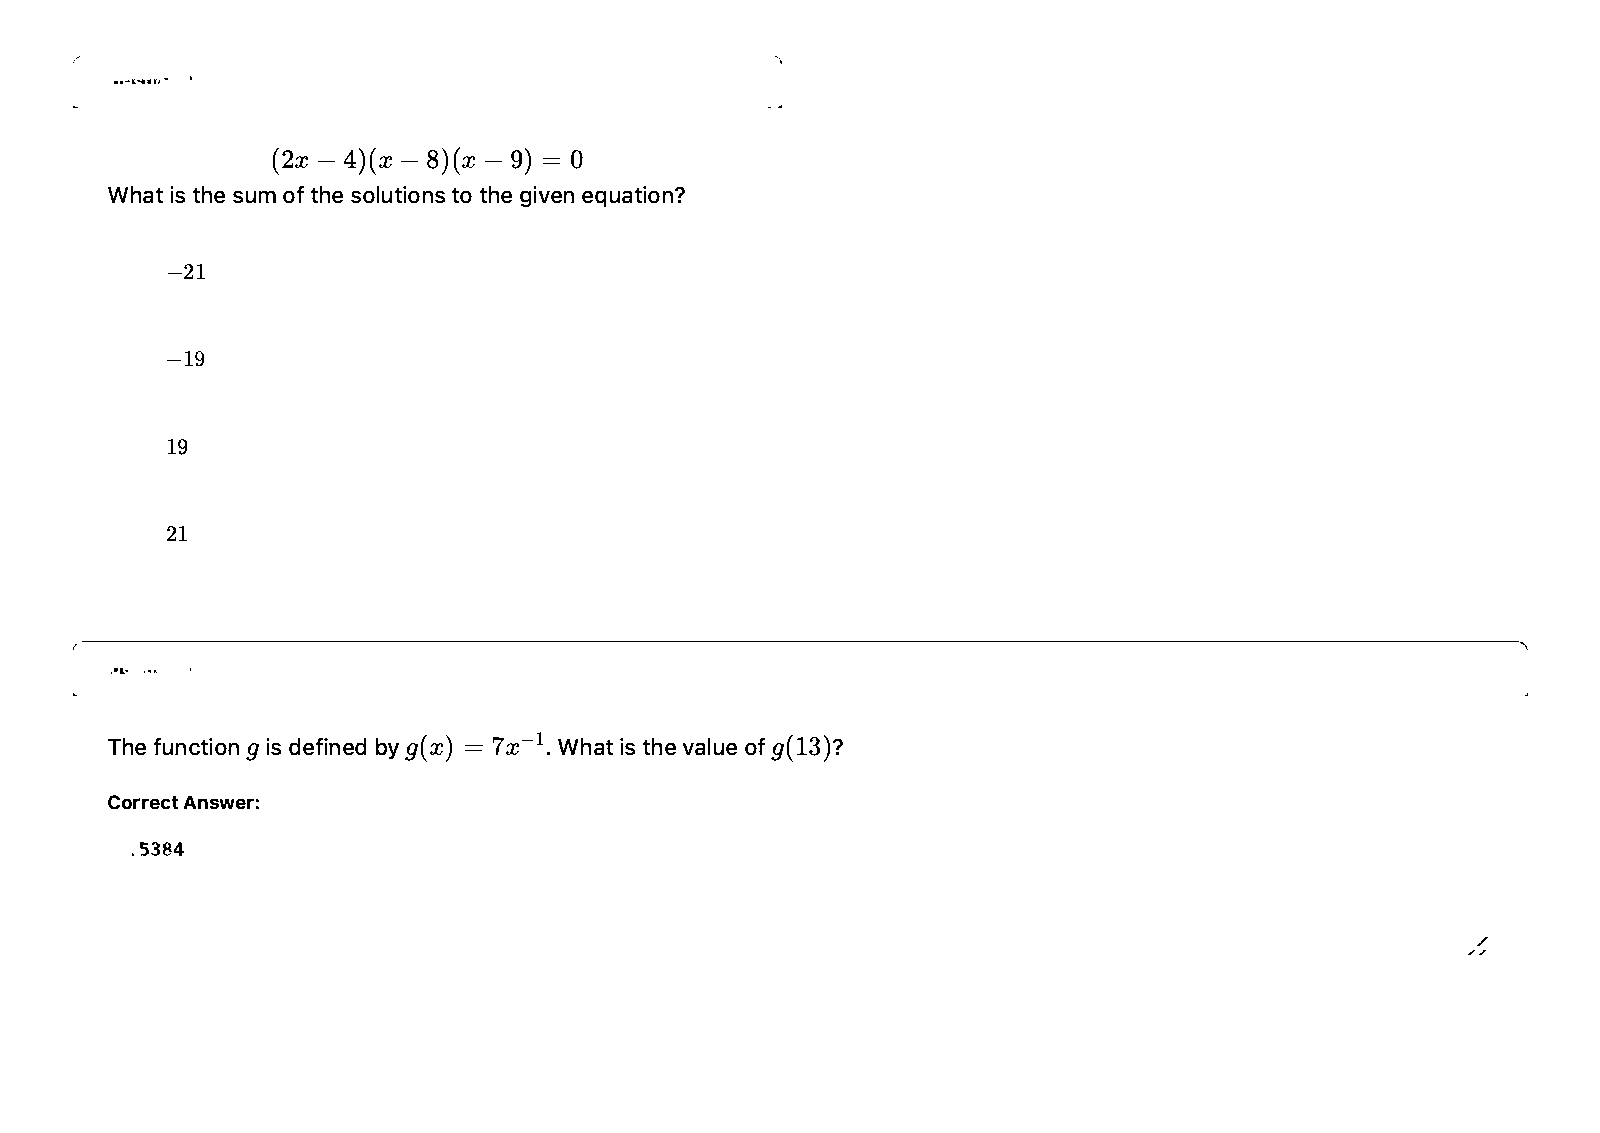 (2x − 4)(x − 8)(x − 9) = 0
What is the sum of the solutions to the given equation?
−21
−19
19
21
The function g is defined by g(x) = 7x⁻¹. What is the value of g(13)?
Correct Answer:
.5384